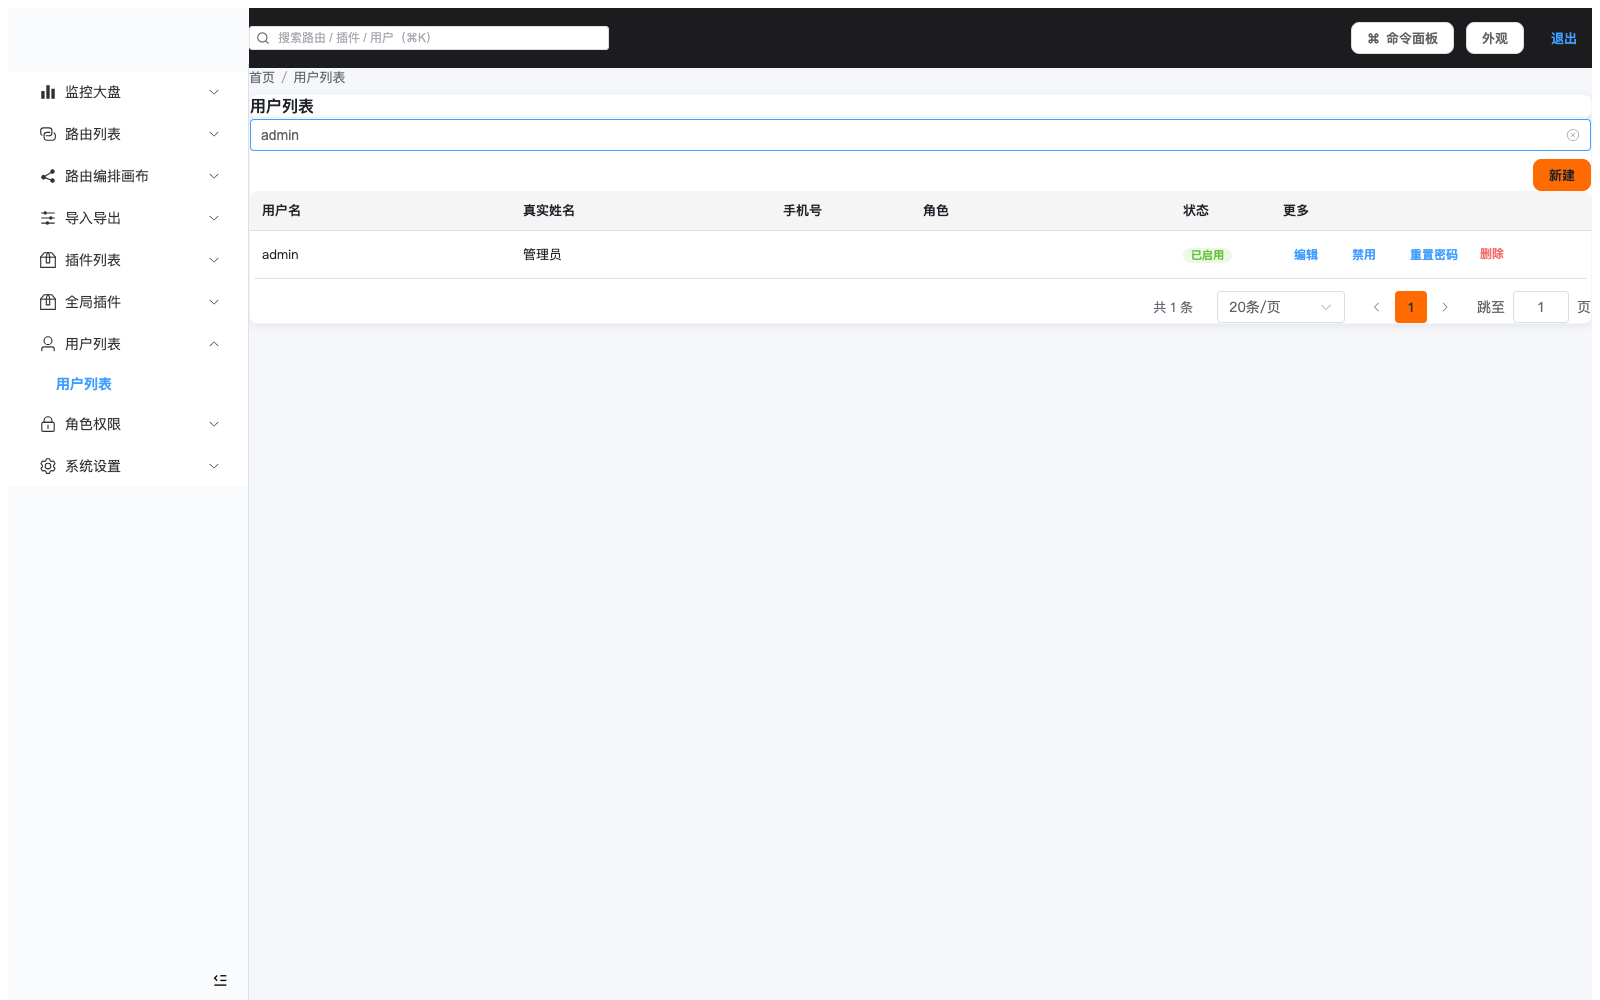 搜索路由 / 插件 / 用户（⌘K）
⌘ 命令面板
外观
退出
监控大盘
路由列表
路由编排画布
导入导出
插件列表
全局插件
用户列表
用户列表
角色权限
系统设置
首页 / 用户列表
用户列表
admin
新建
用户名 真实姓名 手机号 角色 状态 更多
admin 管理员 已启用 编辑 禁用 重置密码 删除
共 1 条 20条/页 1 跳至 1 页